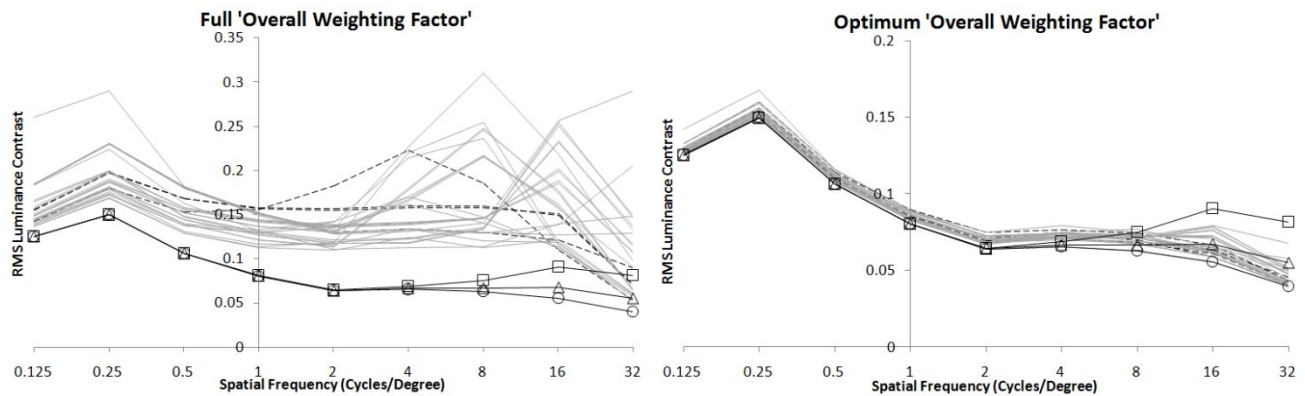 Full 'Overall Weighting Factor'
RMS Luminance Contrast
0.35
0.3
0.25
0.2
0.15
0.1
0.05
0
0.125 0.25 0.5 1 2 4 8 16 32
Spatial Frequency (Cycles/Degree)
Optimum 'Overall Weighting Factor'
RMS Luminance Contrast
0.2
0.15
0.1
0.05
0
0.125 0.25 0.5 1 2 4 8 16 32
Spatial Frequency (Cycles/Degree)